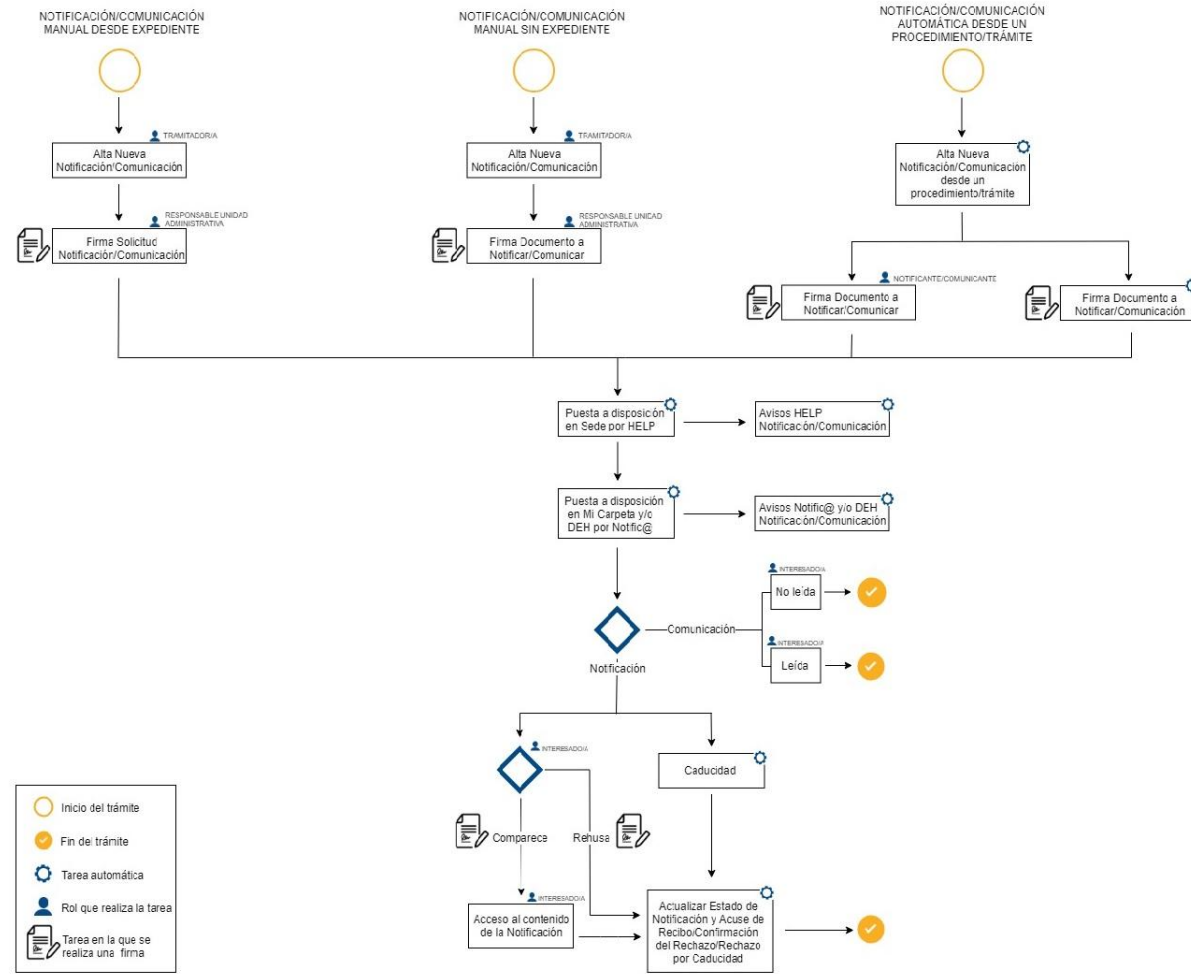 NOTIFICACIÓN/COMUNICACIÓN
MANUAL DESDE EXPEDIENTE
NOTIFICACIÓN/COMUNICACIÓN
MANUAL SIN EXPEDIENTE
NOTIFICACIÓN/COMUNICACIÓN
AUTOMÁTICA DESDE UN
PROCEDIMIENTO/TRÁMITE
TRAMITADOR/A
Alta Nueva
Notificación/Comunicación
TRAMITADOR/A
Alta Nueva
Notificación/Comunicación
Alta Nueva
Notificación/Comunicación
desde un
procedimiento/trámite
RESPONSABLE UNIDAD
ADMINISTRATIVA
Firma Solicitud
Notificación/Comunicación
RESPONSABLE UNIDAD
ADMINISTRATIVA
Firma Documento a
Notificar/Comunicar
NOTIFICANTE/COMUNICANTE
Firma Documento a
Notificar/Comunicar
Firma Documento a
Notificar/Comunicación
Puesta a disposición
en Sede por HELP
Avisos HELP
Notificación/Comunicación
Puesta a disposición
en Mi Carpeta y/o
DEH por Notific@
Avisos Notific@ y/o DEH
Notificación/Comunicación
INTERESADO/A
No leída
Comunicación
INTERESADO/A
Leída
Notificación
INTERESADO/A
Caducidad
Comparece
Rehusa
INTERESADO/A
Acceso al contenido
de la Notificación
Actualizar Estado de
Notificación y Acuse de
Recibo/Confirmación
del Rechazo/Rechazo
por Caducidad
Inicio del trámite
Fin del trámite
Tarea automática
Rol que realiza la tarea
Tarea en la que se
realiza una firma